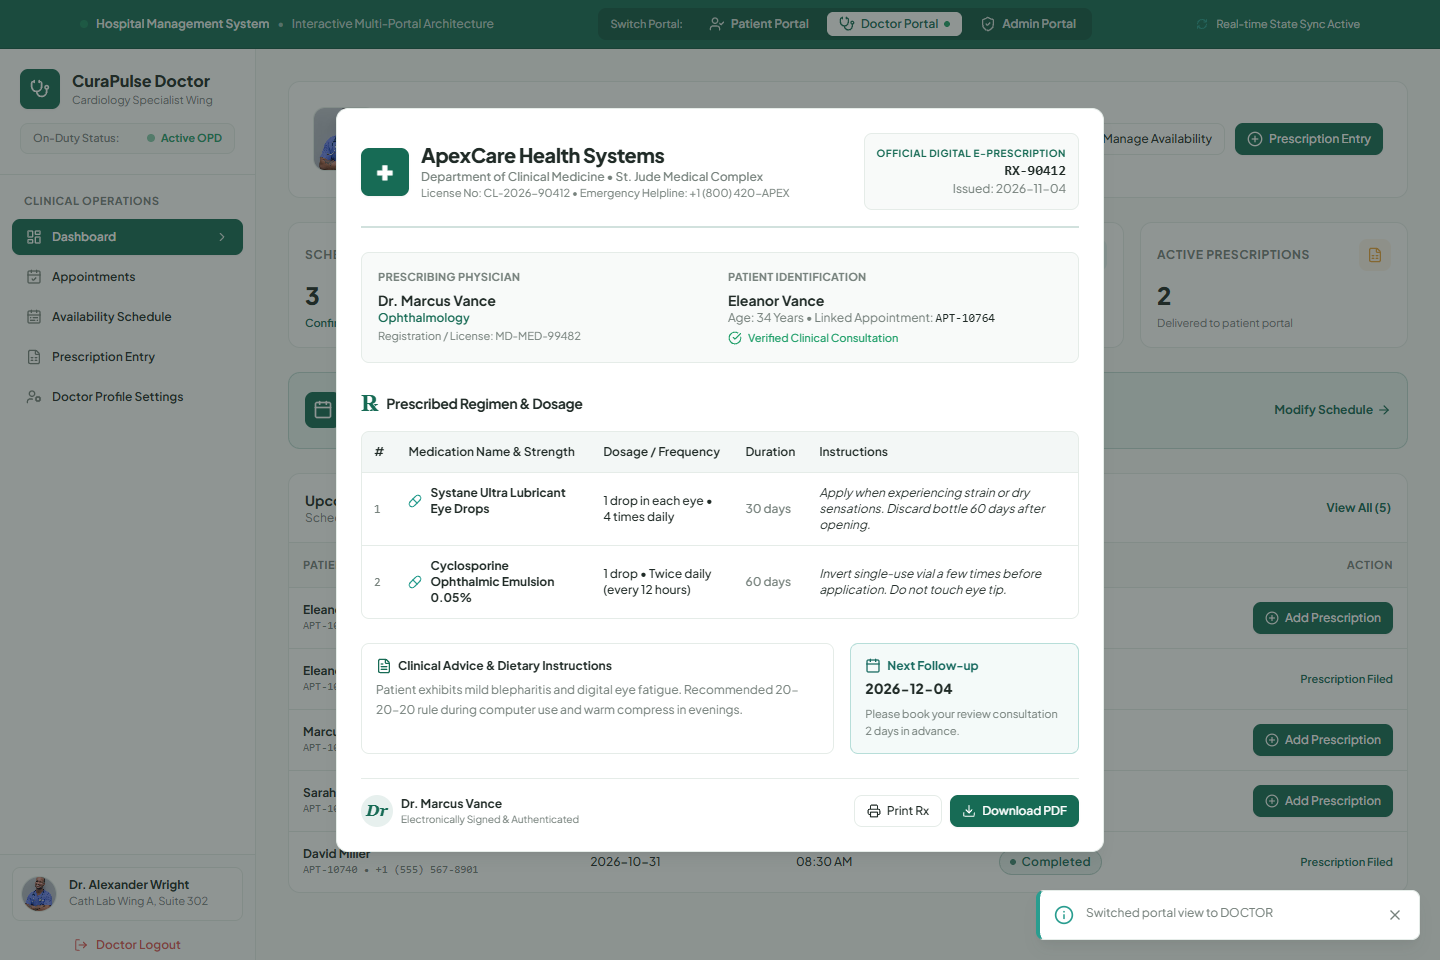 Hospital Management System • Interactive Multi-Portal Architecture
Switch Portal:
Patient Portal
Doctor Portal
Admin Portal
Real-time State Sync Active
CuraPulse Doctor
Cardiology Specialist Wing
On-Duty Status:
Active OPD
CLINICAL OPERATIONS
Dashboard
Appointments
Availability Schedule
Prescription Entry
Doctor Profile Settings
Dr. Alexander Wright
Cath Lab Wing A, Suite 302
Doctor Logout
Manage Availability
Prescription Entry
3
ACTIVE PRESCRIPTIONS
2
Delivered to patient portal
Modify Schedule
View All (5)
ACTION
Add Prescription
Prescription Filed
Add Prescription
Add Prescription
David Miller
APT-10740 • +1 (555) 567-8901
2026-10-31
08:30 AM
Completed
Prescription Filed
ApexCare Health Systems
Department of Clinical Medicine • St. Jude Medical Complex
License No: CL-2026-90412 • Emergency Helpline: +1 (800) 420-APEX
OFFICIAL DIGITAL E-PRESCRIPTION
RX-90412
Issued: 2026-11-04
PRESCRIBING PHYSICIAN
Dr. Marcus Vance
Ophthalmology
Registration / License: MD-MED-99482
PATIENT IDENTIFICATION
Eleanor Vance
Age: 34 Years • Linked Appointment: APT-10764
Verified Clinical Consultation
℞ Prescribed Regimen & Dosage
# Medication Name & Strength Dosage / Frequency Duration Instructions
1
Systane Ultra Lubricant
Eye Drops
1 drop in each eye •
4 times daily
30 days
Apply when experiencing strain or dry
sensations. Discard bottle 60 days after
opening.
2
Cyclosporine
Ophthalmic Emulsion
0.05%
1 drop • Twice daily
(every 12 hours)
60 days
Invert single-use vial a few times before
application. Do not touch eye tip.
Clinical Advice & Dietary Instructions
Patient exhibits mild blepharitis and digital eye fatigue. Recommended 20-
20-20 rule during computer use and warm compress in evenings.
Next Follow-up
2026-12-04
Please book your review consultation
2 days in advance.
Dr
Dr. Marcus Vance
Electronically Signed & Authenticated
Print Rx
Download PDF
Switched portal view to DOCTOR